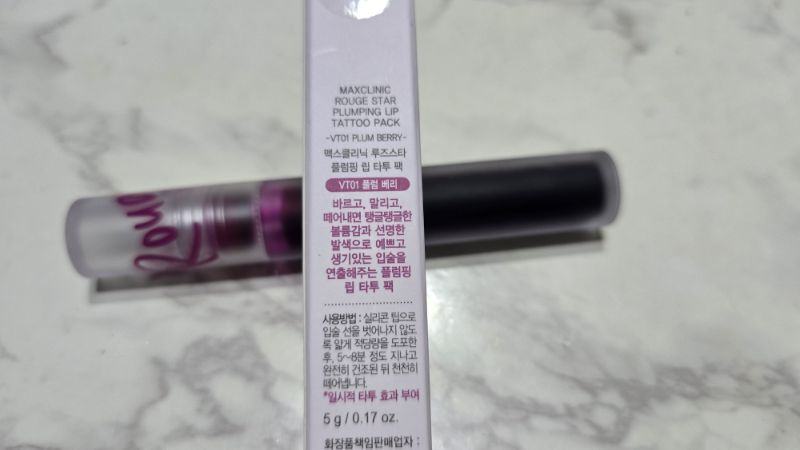 MAXCLINIC
ROUGE STAR
PLUMPING LIP
TATTOO PACK
-VT01 PLUM BERRY-
맥스클리닉 루즈스타
플럼핑 립 타투 팩
VT01 플럼 베리
바르고, 말리고,
떼어내면 탱글탱글한
볼륨감과 선명한
발색으로 예쁘고
생기있는 입술을
연출해주는 플럼핑
립 타투 팩
사용방법 : 실리콘 팁으로
입술 선을 벗어나지 않도
록 얇게 적당량을 도포한
후, 5~8분 정도 지나고
완전히 건조된 뒤 천천히
떼어냅니다.
*일시적 타투 효과 부여
5 g / 0.17 oz.
화장품책임판매업자 :
Rou